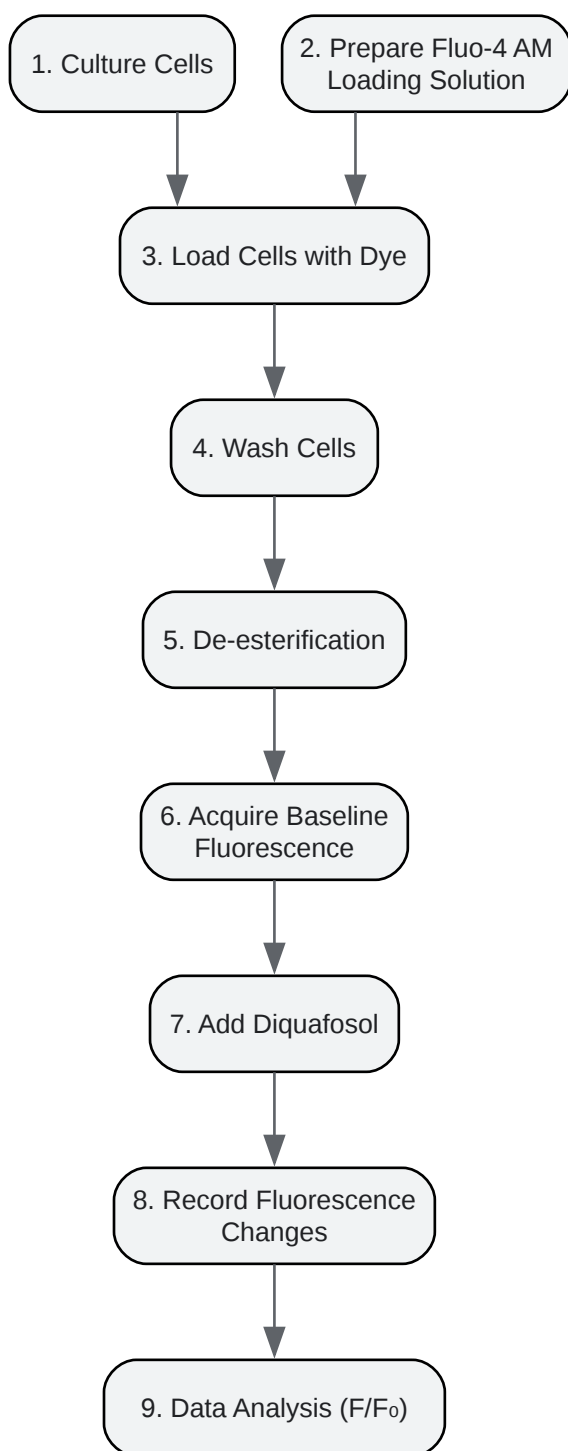 1. Culture Cells
2. Prepare Fluo-4 AM
Loading Solution
3. Load Cells with Dye
4. Wash Cells
5. De-esterification
6. Acquire Baseline
Fluorescence
7. Add Diquafosol
8. Record Fluorescence
Changes
9. Data Analysis (F/F₀)